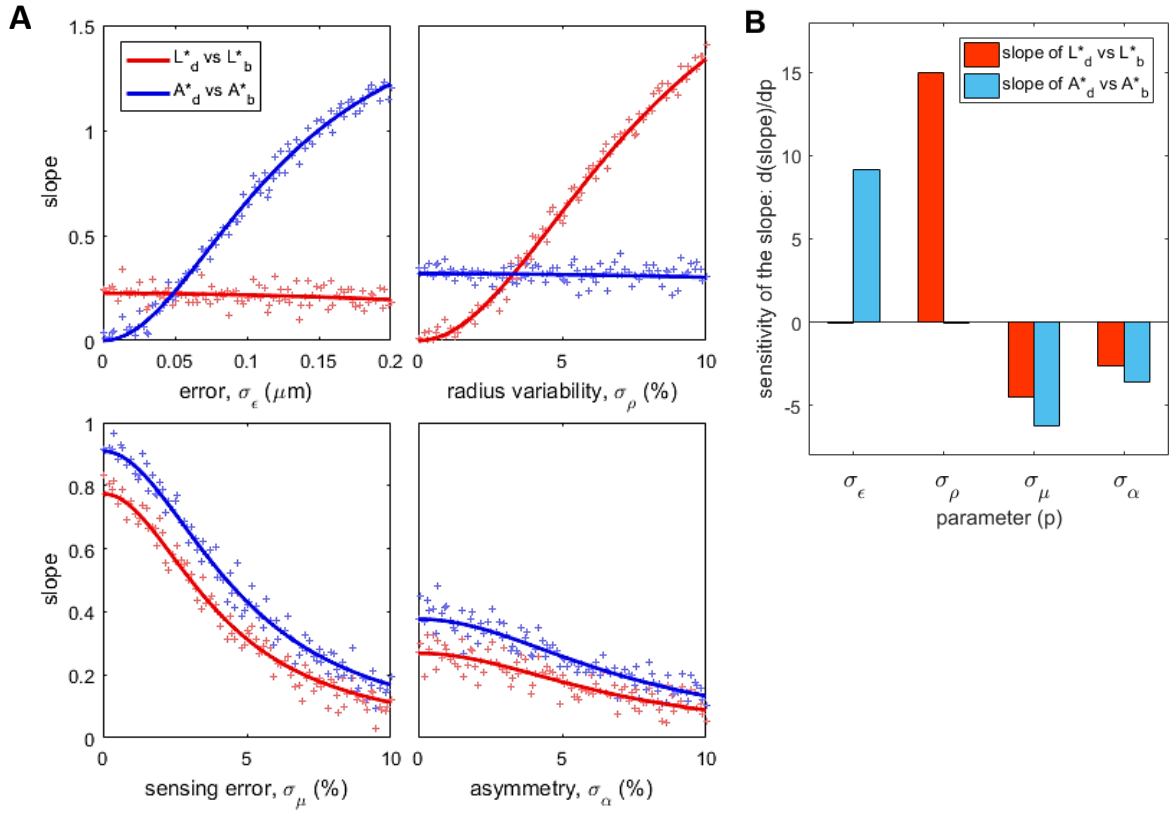 A
1.5
1
0.5
0
slope
L*d vs L*b
A*d vs A*b
0 0.05 0.1 0.15 0.2
error, σϵ (μm)
0 5 10
radius variability, σρ (%)
1
0.8
0.6
0.4
0.2
0
slope
0 5 10
sensing error, σμ (%)
0 5 10
asymmetry, σα (%)
B
slope of L*d vs L*b
slope of A*d vs A*b
15
10
5
0
-5
sensitivity of the slope: d(slope)/dp
σϵ σρ σμ σα
parameter (p)